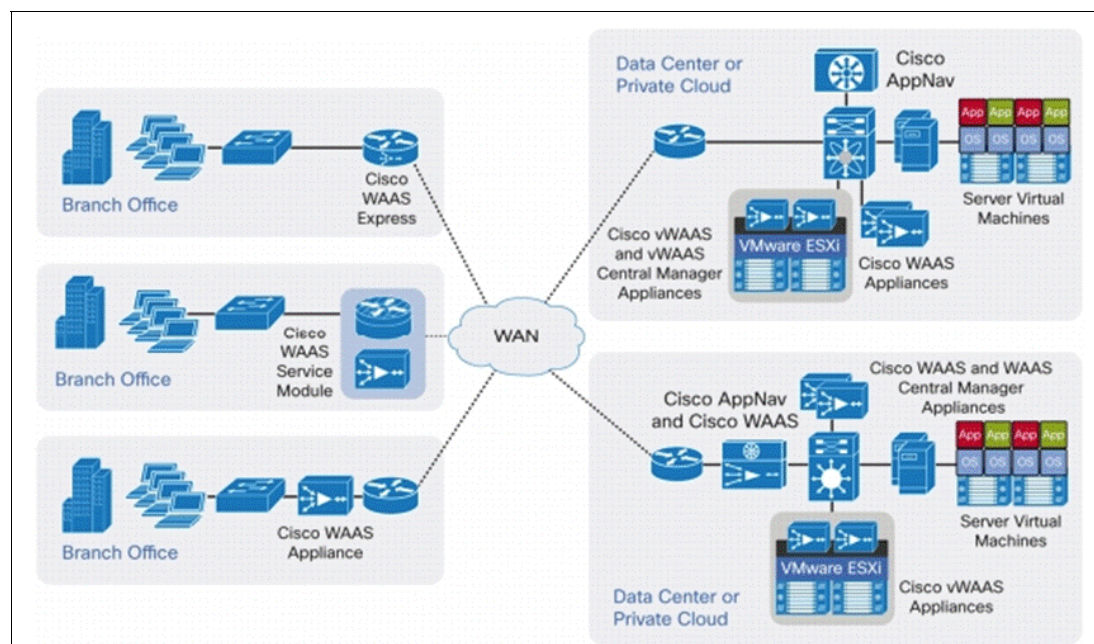 Branch Office
Cisco
WAAS
Express
Branch Office
Cisco
WAAS
Service
Module
Branch Office
Cisco WAAS
Appliance
WAN
Data Center or
Private Cloud
Cisco
AppNav
App App App App
OS OS OS OS
Server Virtual
Machines
Cisco vWAAS
and vWAAS
Central Manager
Appliances
VMware ESXi
Cisco WAAS
Appliances
Cisco WAAS and WAAS
Central Manager
Appliances
Cisco AppNav
and Cisco WAAS
App App App App
OS OS OS OS
Server Virtual
Machines
VMware ESXi
Cisco vWAAS
Appliances
Data Center or
Private Cloud